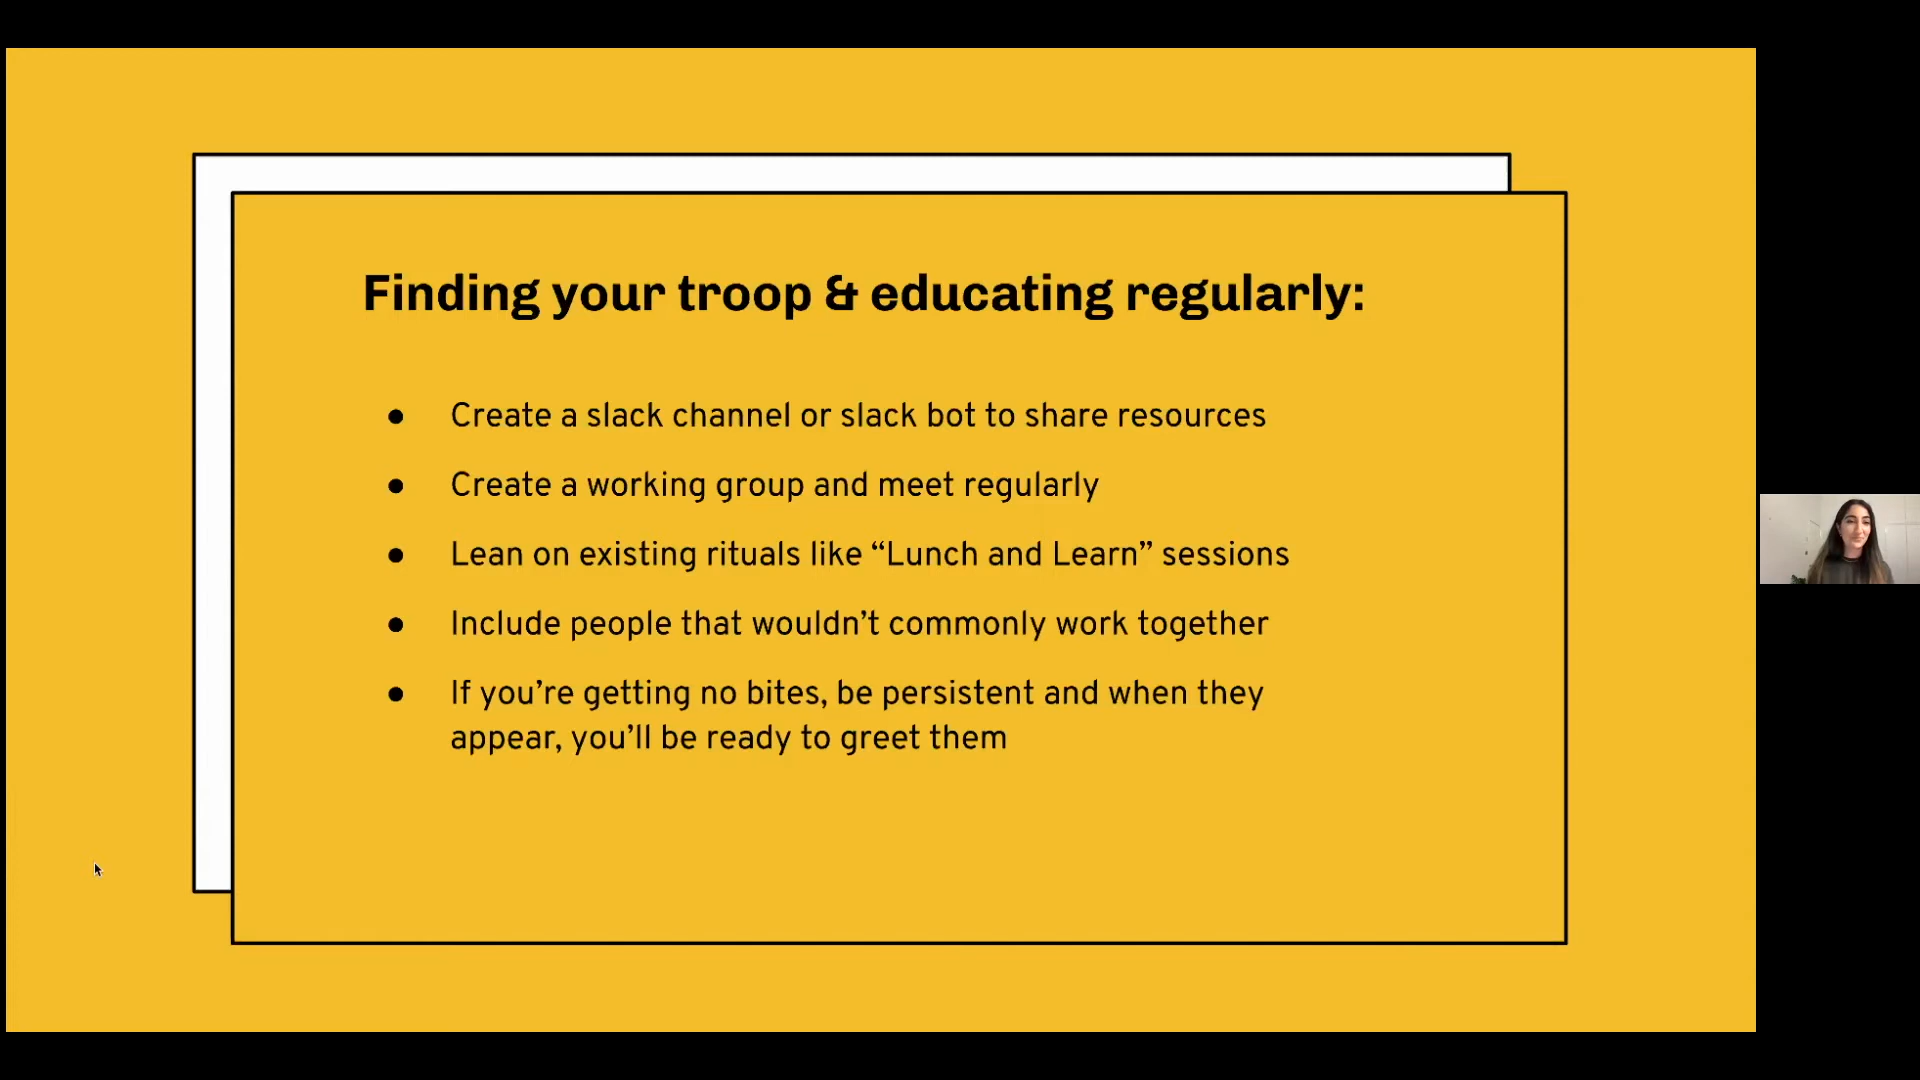 Finding your troop & educating regularly:
● Create a slack channel or slack bot to share resources
● Create a working group and meet regularly
● Lean on existing rituals like “Lunch and Learn” sessions
● Include people that wouldn’t commonly work together
● If you’re getting no bites, be persistent and when they
appear, you’ll be ready to greet them